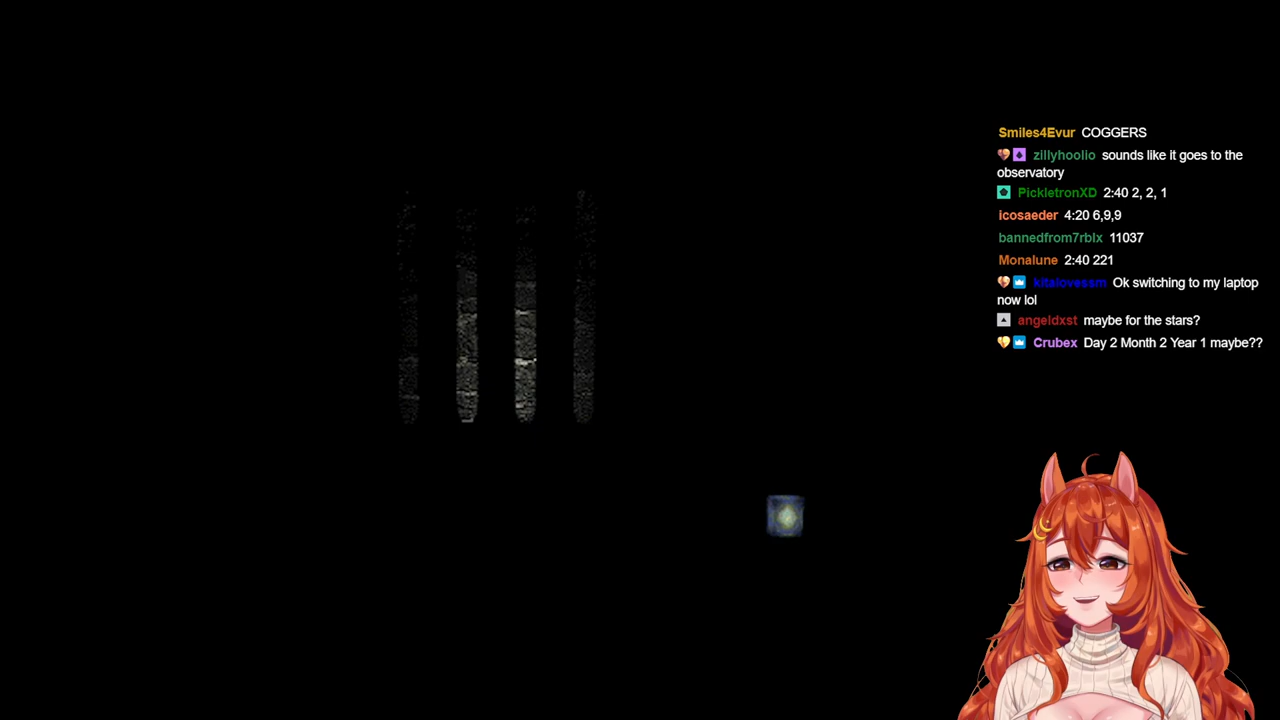 Smiles4Evur COGGERS
zillyhoolio sounds like it goes to the
observatory
PickletronXD 2:40 2, 2, 1
icosaeder 4:20 6,9,9
bannedfrom7rblx 11037
Monalune 2:40 221
kitalovessm Ok switching to my laptop
now lol
angeldxst maybe for the stars?
Crubex Day 2 Month 2 Year 1 maybe??